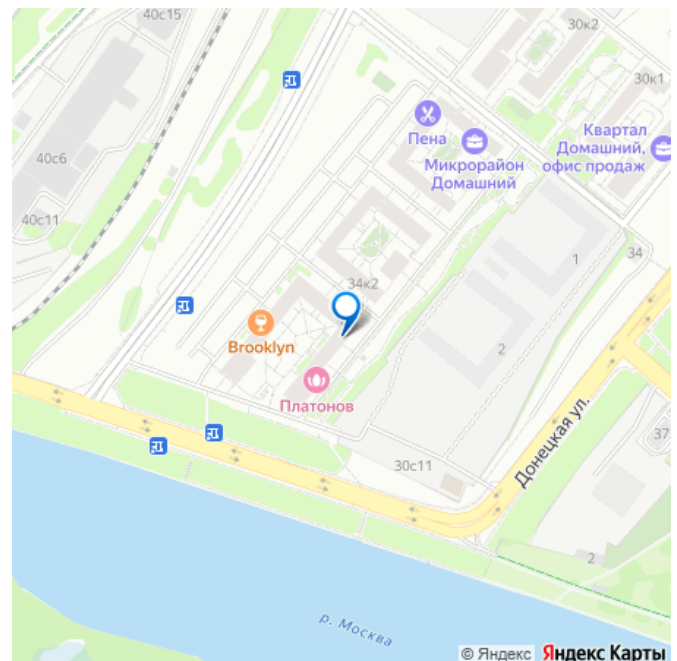 40с15
30к2
30к1
Пена
Квартал
Домашний,
офис продаж
Микрорайон
Домашний
40с6
40с11
34
1
34к2
2
Brooklyn
Платонов
Донецкая ул.
37
30с11
2
р. Москва
© Яндекс Яндекс Карты